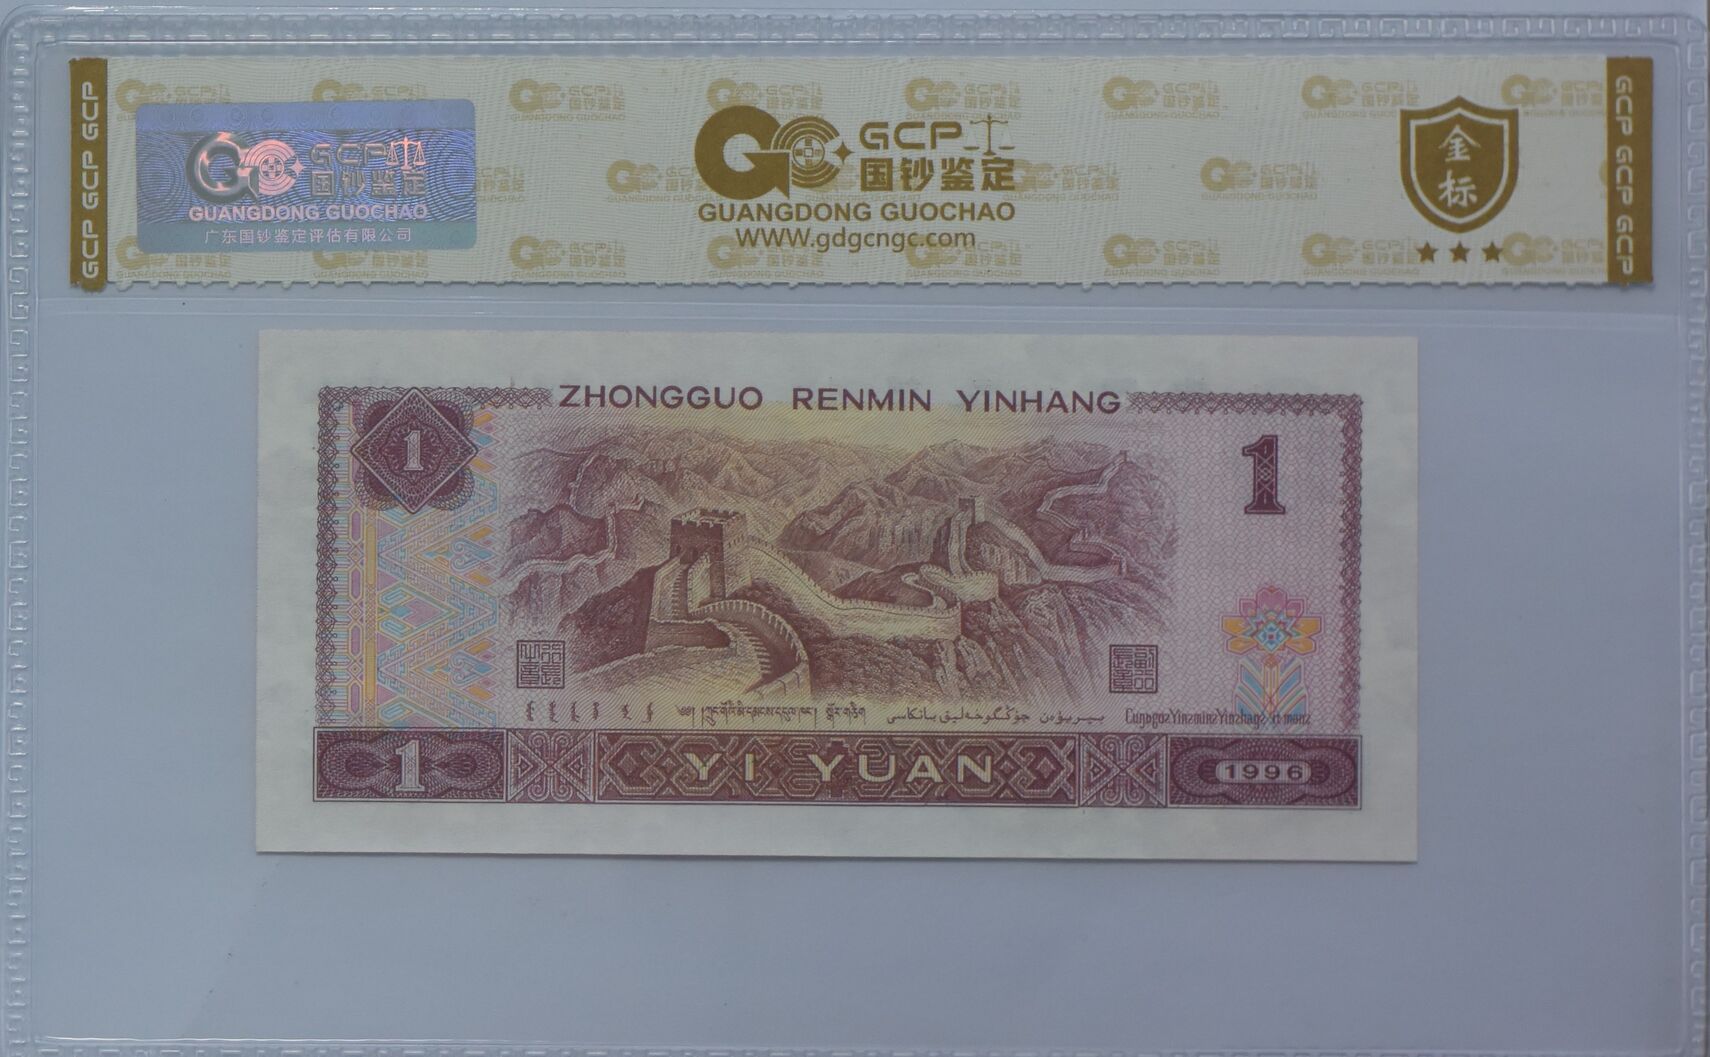 GCP GCP GCP
GCP 国钞鉴定
GUANGDONG GUOCHAO
广东国钞鉴定评估有限公司
GCP
国钞鉴定
GUANGDONG GUOCHAO
WWW.gdgcngc.com
金标
GCP GCP GCP
ZHONGGUO RENMIN YINHANG
1
1
1
YI YUAN
1996